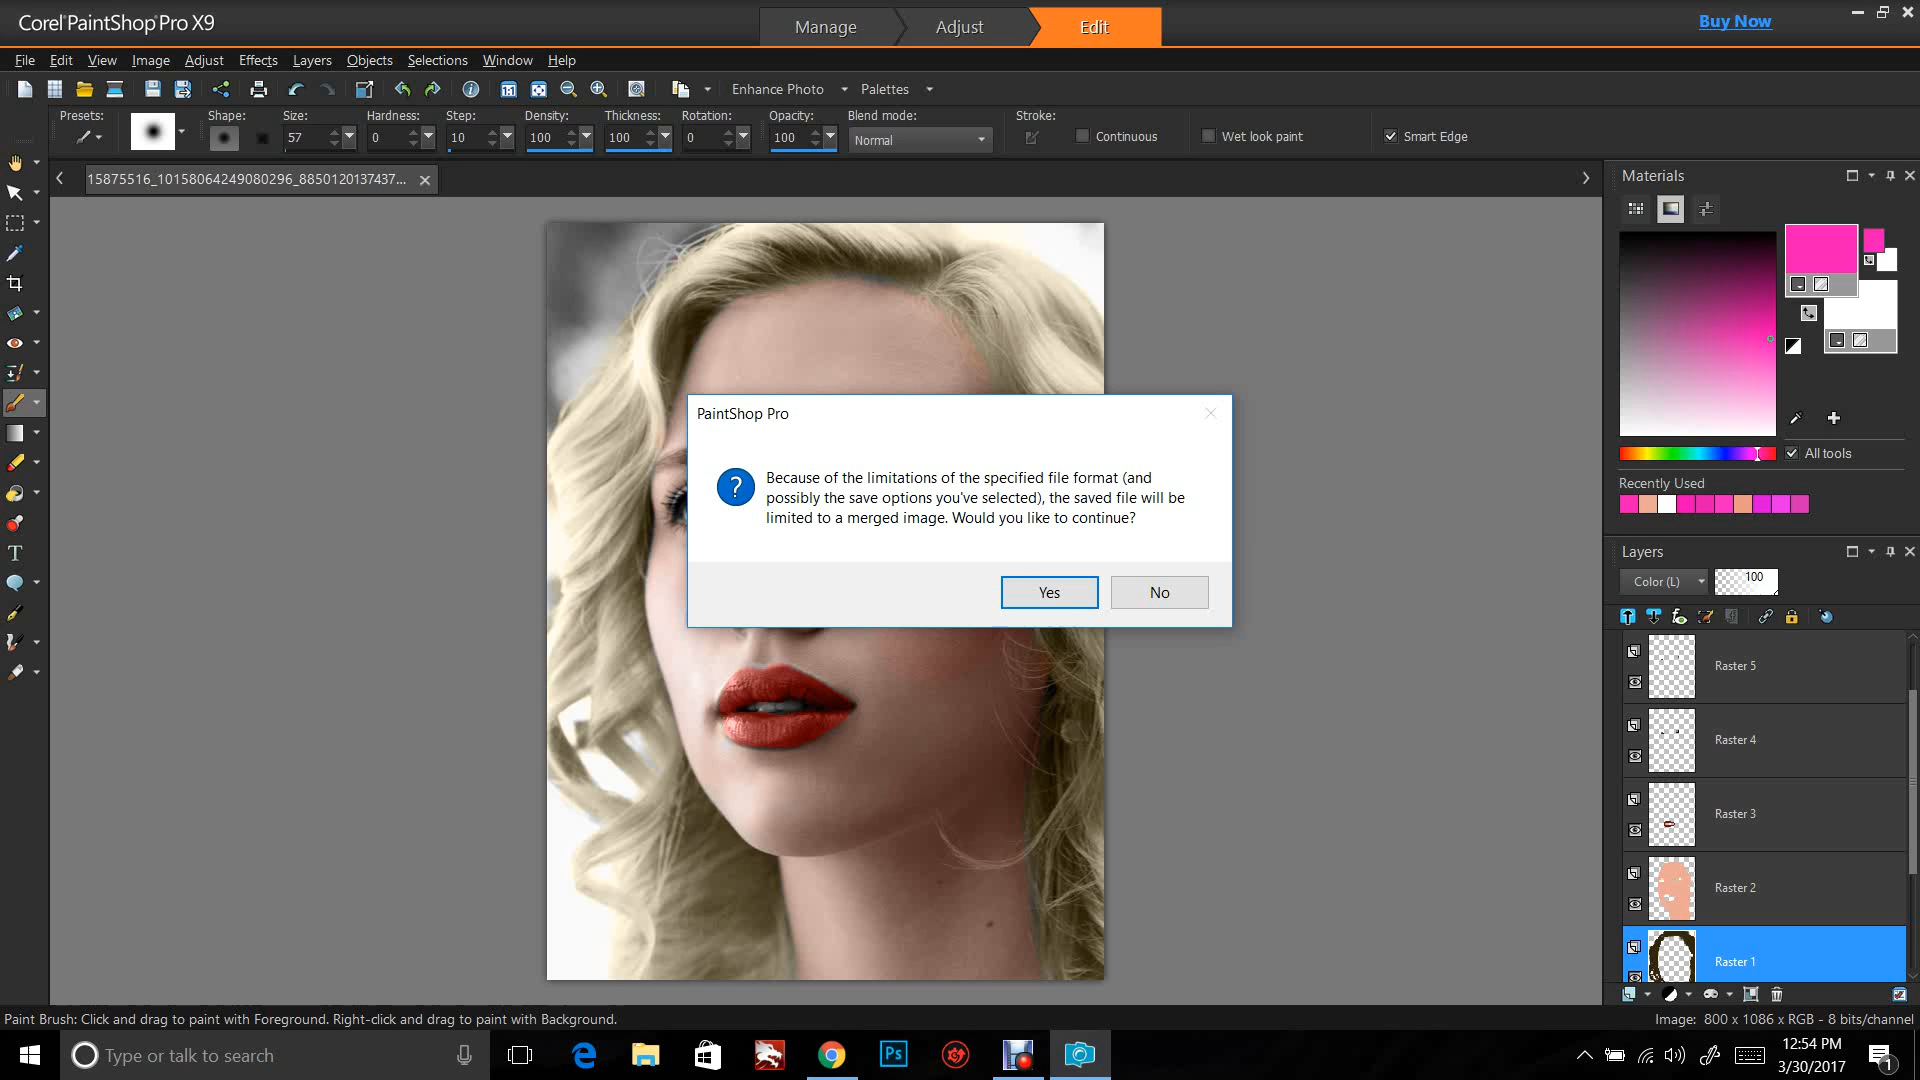 Corel PaintShop Pro X9
Manage
Adjust
Edit
Buy Now
File Edit View Image Adjust Effects Layers Objects Selections Window Help
Enhance Photo
Palettes
Presets:
Shape:
Size:
Hardness:
Step:
Density:
Thickness:
Rotation:
Opacity:
Blend mode:
Stroke:
57
0
10
100
100
0
100
Normal
Continuous
Wet look paint
Smart Edge
15875516_10158064249080296_885012013743​7...
Materials
All tools
Recently Used
PaintShop Pro
Because of the limitations of the specified file format (and
possibly the save options you've selected), the saved file will be
limited to a merged image. Would you like to continue?
Yes
No
Layers
Color (L)
100
Raster 5
Raster 4
Raster 3
Raster 2
Raster 1
Paint Brush: Click and drag to paint with Foreground. Right-click and drag to paint with Background.
Image: 800 x 1086 x RGB - 8 bits/channel
Type or talk to search
Ps
12:54 PM
3/30/2017
1